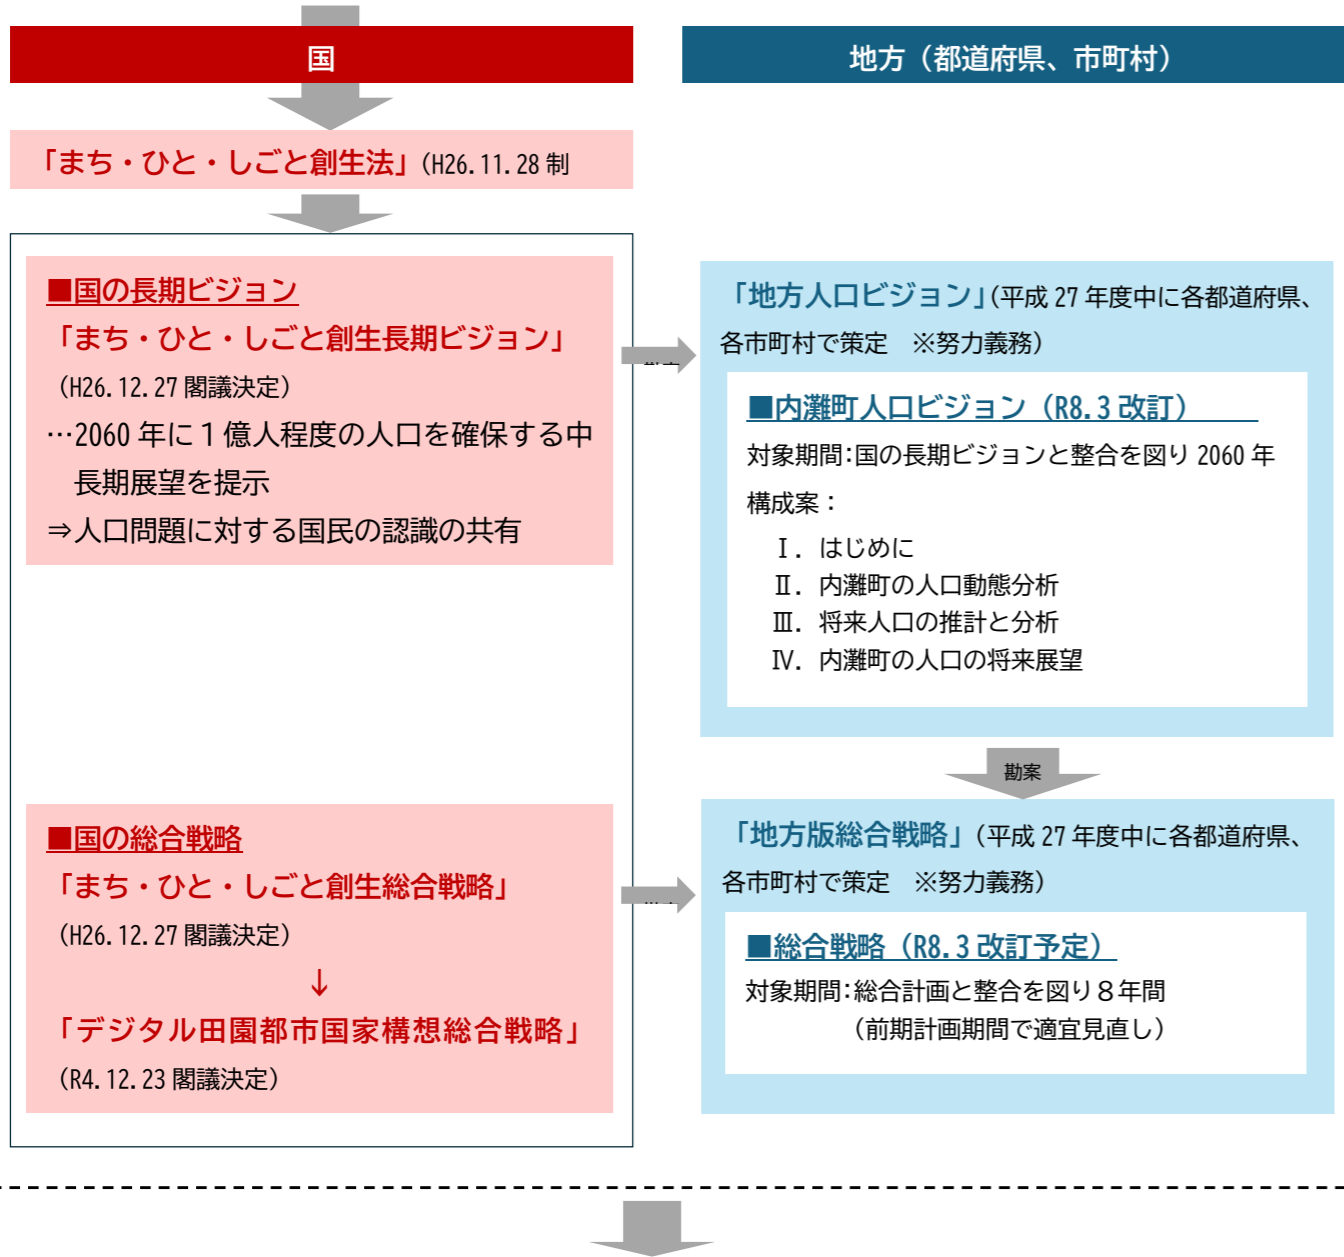 国
「まち・ひと・しごと創生法」(H26.11.28 制
■国の長期ビジョン
「まち・ひと・しごと創生長期ビジョン」
(H26.12.27 閣議決定)
…2060 年に１億人程度の人口を確保する中
長期展望を提示
⇒人口問題に対する国民の認識の共有
■国の総合戦略
「まち・ひと・しごと創生総合戦略」
(H26.12.27 閣議決定)
↓
「デジタル田園都市国家構想総合戦略」
(R4.12.23 閣議決定)
地方（都道府県、市町村）
「地方人口ビジョン」(平成 27 年度中に各都道府県、
各市町村で策定　※努力義務)
■内灘町人口ビジョン（R8.3 改訂）
対象期間：国の長期ビジョンと整合を図り 2060 年
構成案：
Ⅰ．はじめに
Ⅱ．内灘町の人口動態分析
Ⅲ．将来人口の推計と分析
Ⅳ．内灘町の人口の将来展望
勘案
「地方版総合戦略」(平成 27 年度中に各都道府県、
各市町村で策定　※努力義務)
■総合戦略（R8.3 改訂予定）
対象期間：総合計画と整合を図り８年間
（前期計画期間で適宜見直し）